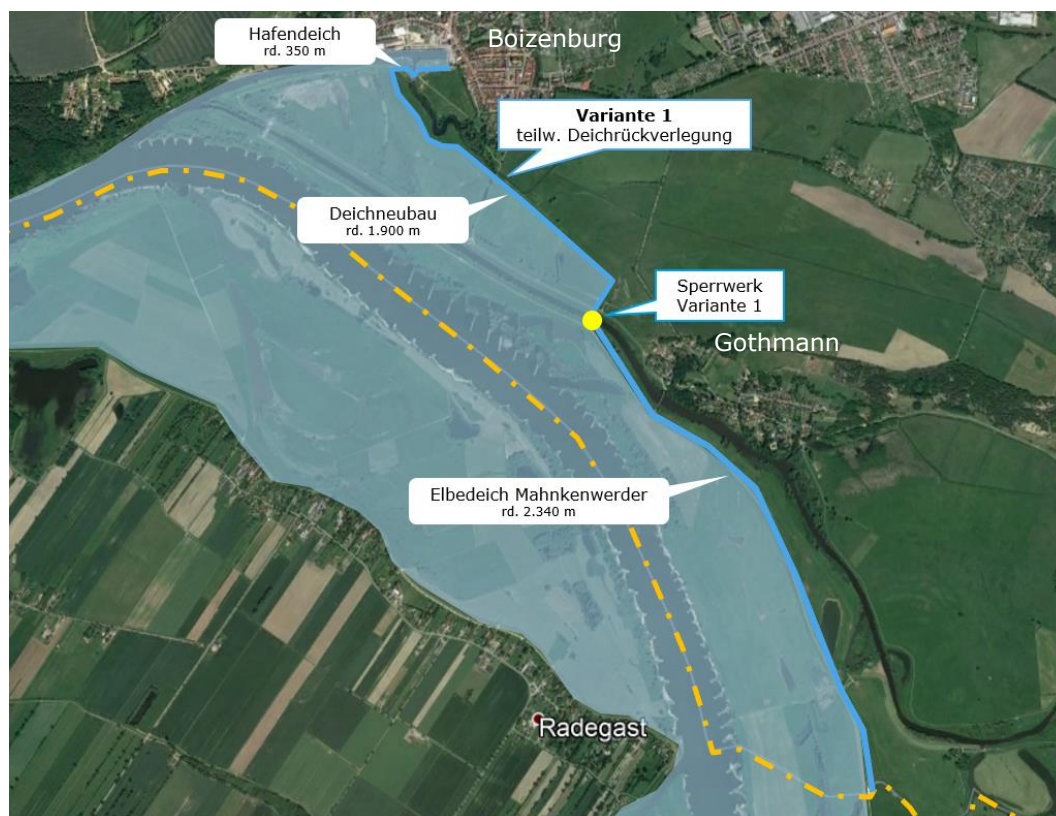 Hafendeich
rd. 350 m
Boizenburg
Variante 1
teilw. Deichrückverlegung
Deichneubau
rd. 1.900 m
Sperrwerk
Variante 1
Gothmann
Elbedeich Mahnkenwerder
rd. 2.340 m
Radegast